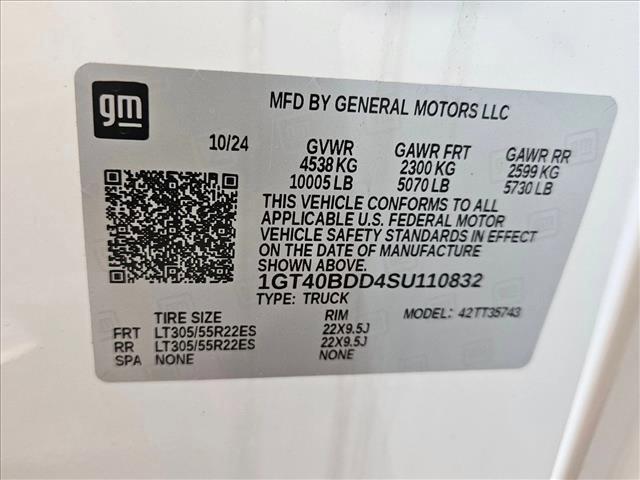 gm
MFD BY GENERAL MOTORS LLC
10/24 GVWR GAWR FRT GAWR RR
4538 KG 2300 KG 2599 KG
10005 LB 5070 LB 5730 LB
THIS VEHICLE CONFORMS TO ALL
APPLICABLE U.S. FEDERAL MOTOR
VEHICLE SAFETY STANDARDS IN EFFECT
ON THE DATE OF MANUFACTURE
SHOWN ABOVE.
1GT40BDD4SU110832
TYPE: TRUCK MODEL: 42TT35743
TIRE SIZE RIM
FRT LT305/55R22ES 22X9.5J
RR LT305/55R22ES 22X9.5J
SPA NONE NONE